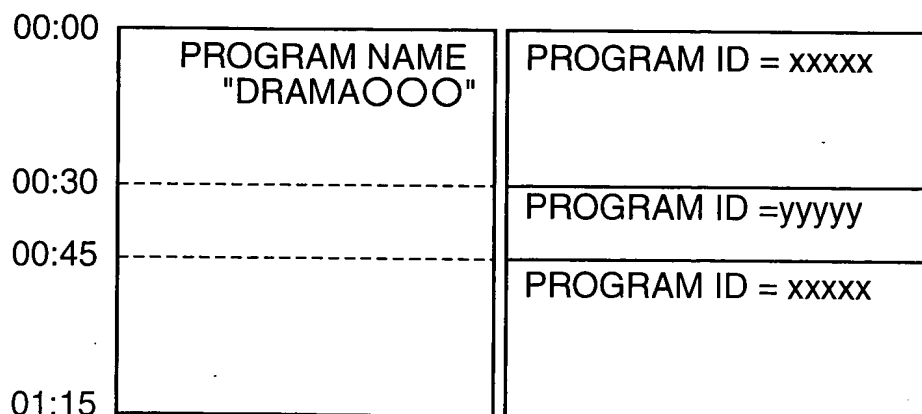 00:00
PROGRAM NAME
"DRAMA○○○"
PROGRAM ID = xxxxx
00:30
PROGRAM ID =yyyyy
00:45
PROGRAM ID = xxxxx
01:15